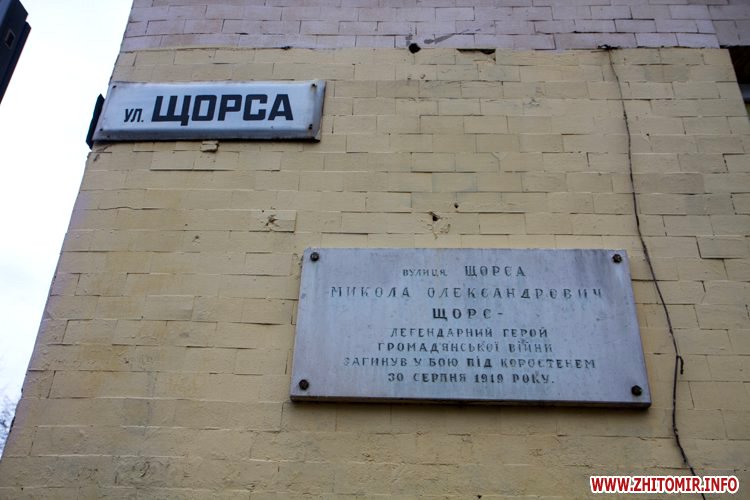 УЛ. ЩОРСА
ВУЛИЦЯ ЩОРСА
МИКОЛА ОЛЕКСАНДРОВИЧ
ЩОРС-
ЛЕГЕНДАРНИЙ ГЕРОЙ
ГРОМАДЯНСЬКОЇ ВІЙНИ
ЗАГИНУВ У БОЮ ПІД КОРОСТЕНЕМ
30 СЕРПНЯ 1919 РОКУ.
WWW.ZHITOMIR.INFO